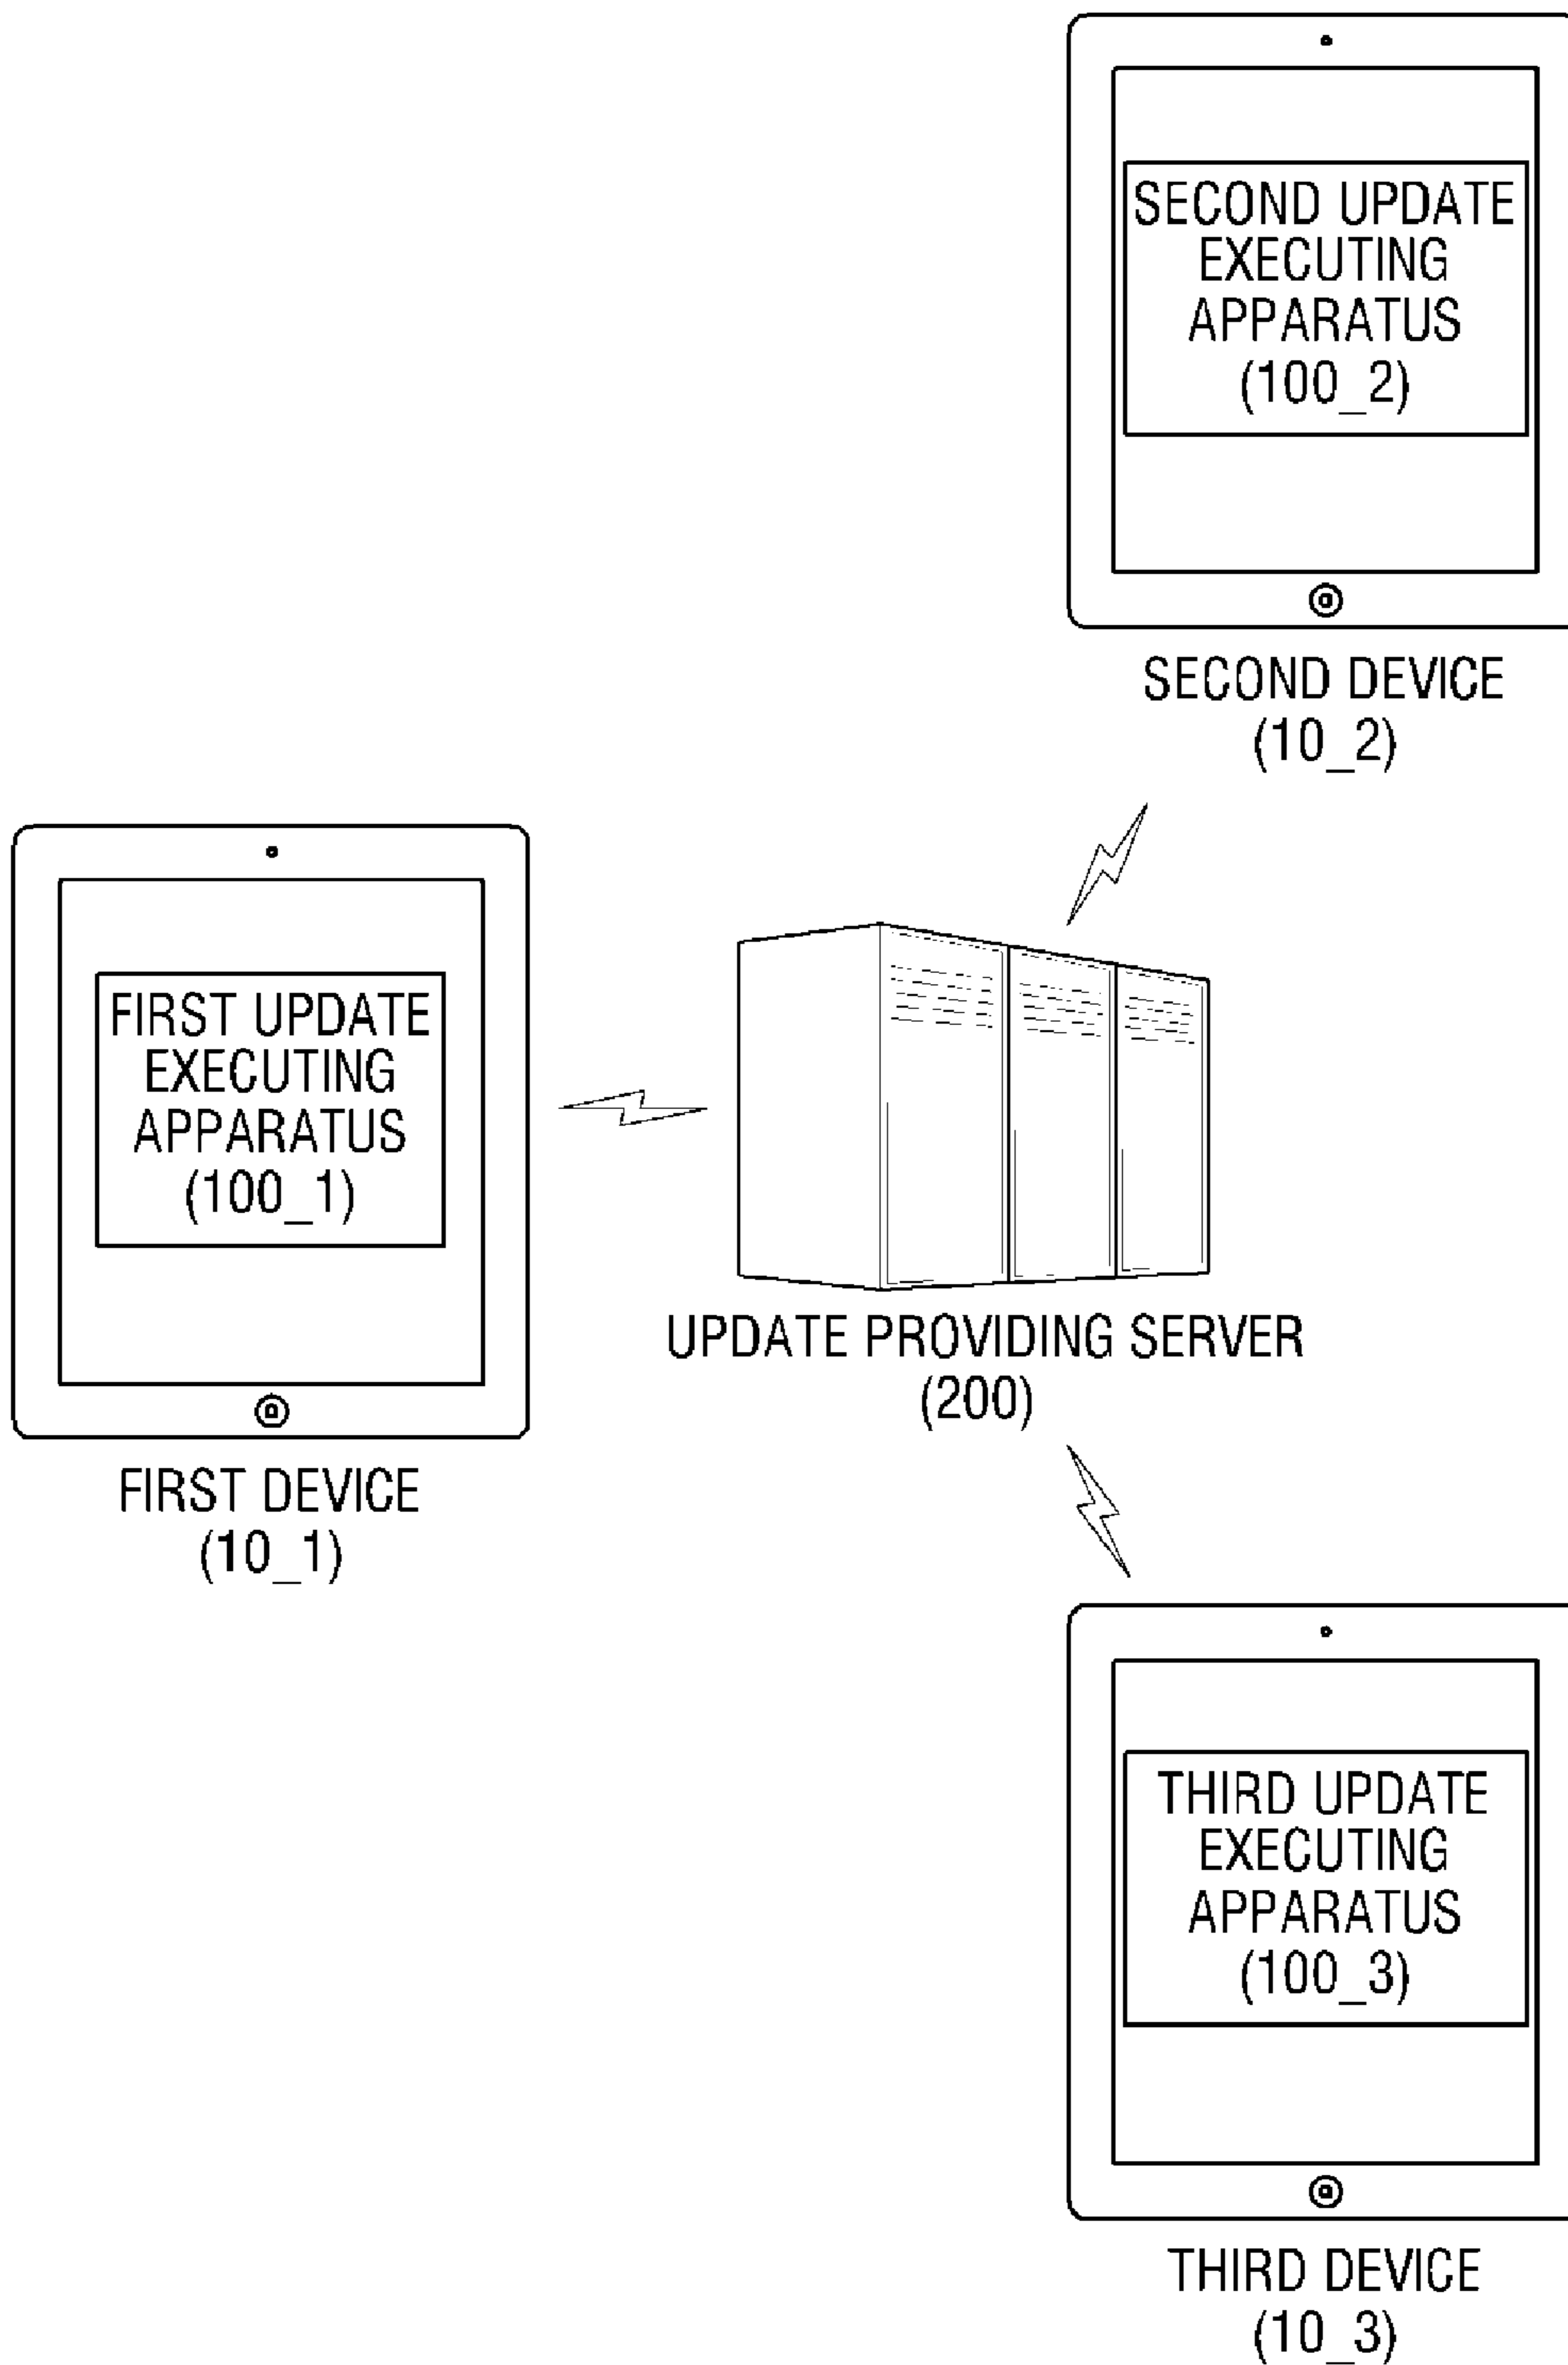 SECOND UPDATE
EXECUTING
APPARATUS
(100_2)
SECOND DEVICE
(10_2)
FIRST UPDATE
EXECUTING
APPARATUS
(100_1)
FIRST DEVICE
(10_1)
UPDATE PROVIDING SERVER
(200)
THIRD UPDATE
EXECUTING
APPARATUS
(100_3)
THIRD DEVICE
(10_3)